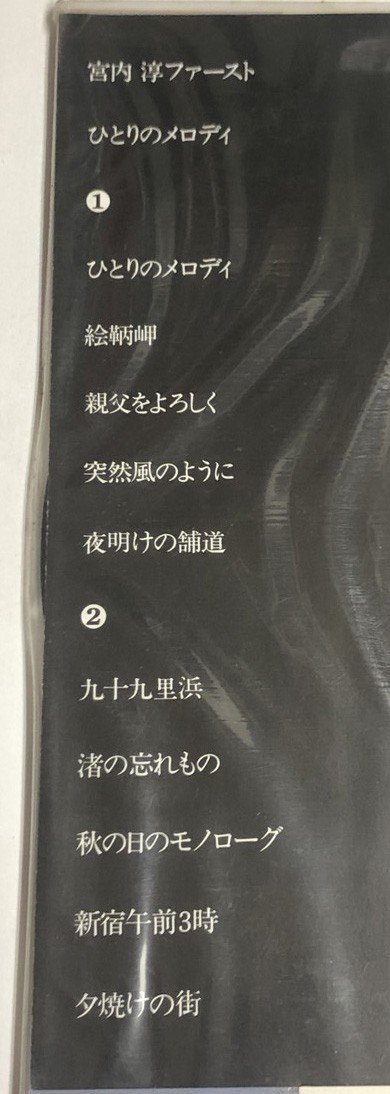 宮内 淳ファースト
ひとりのメロディ
❶
ひとりのメロディ
絵鞆岬
親父をよろしく
突然風のように
夜明けの舗道
❷
九十九里浜
渚の忘れもの
秋の日のモノローグ
新宿午前3時
夕焼けの街